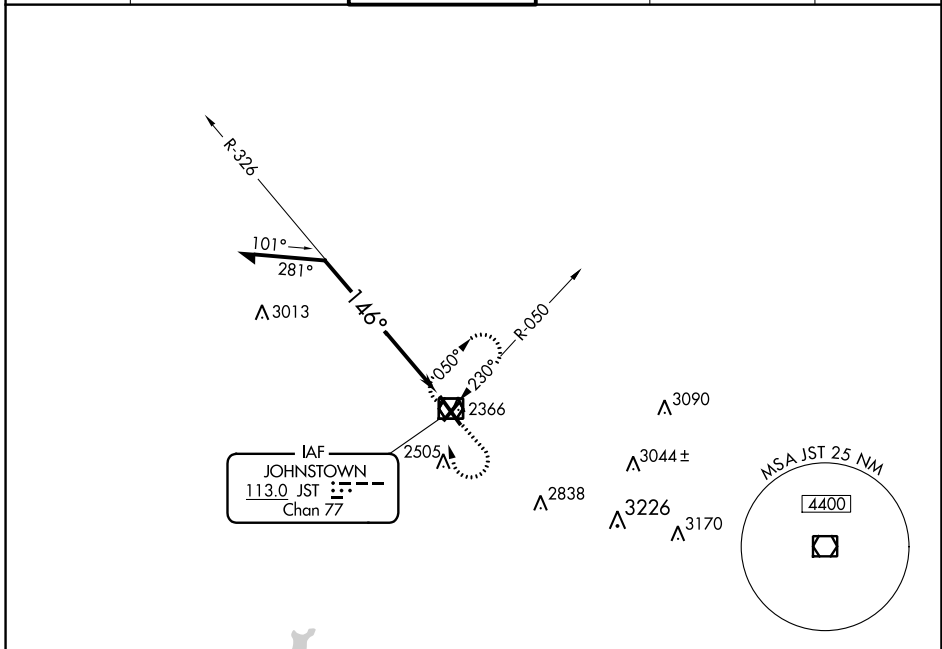 R-326
101°
281°
3013
146°
050°
230°
R-050
2366
2505
IAF
JOHNSTOWN
113.0 JST
Chan 77
3090
3044±
2838
3226
3170
MSA JST 25 NM
4400